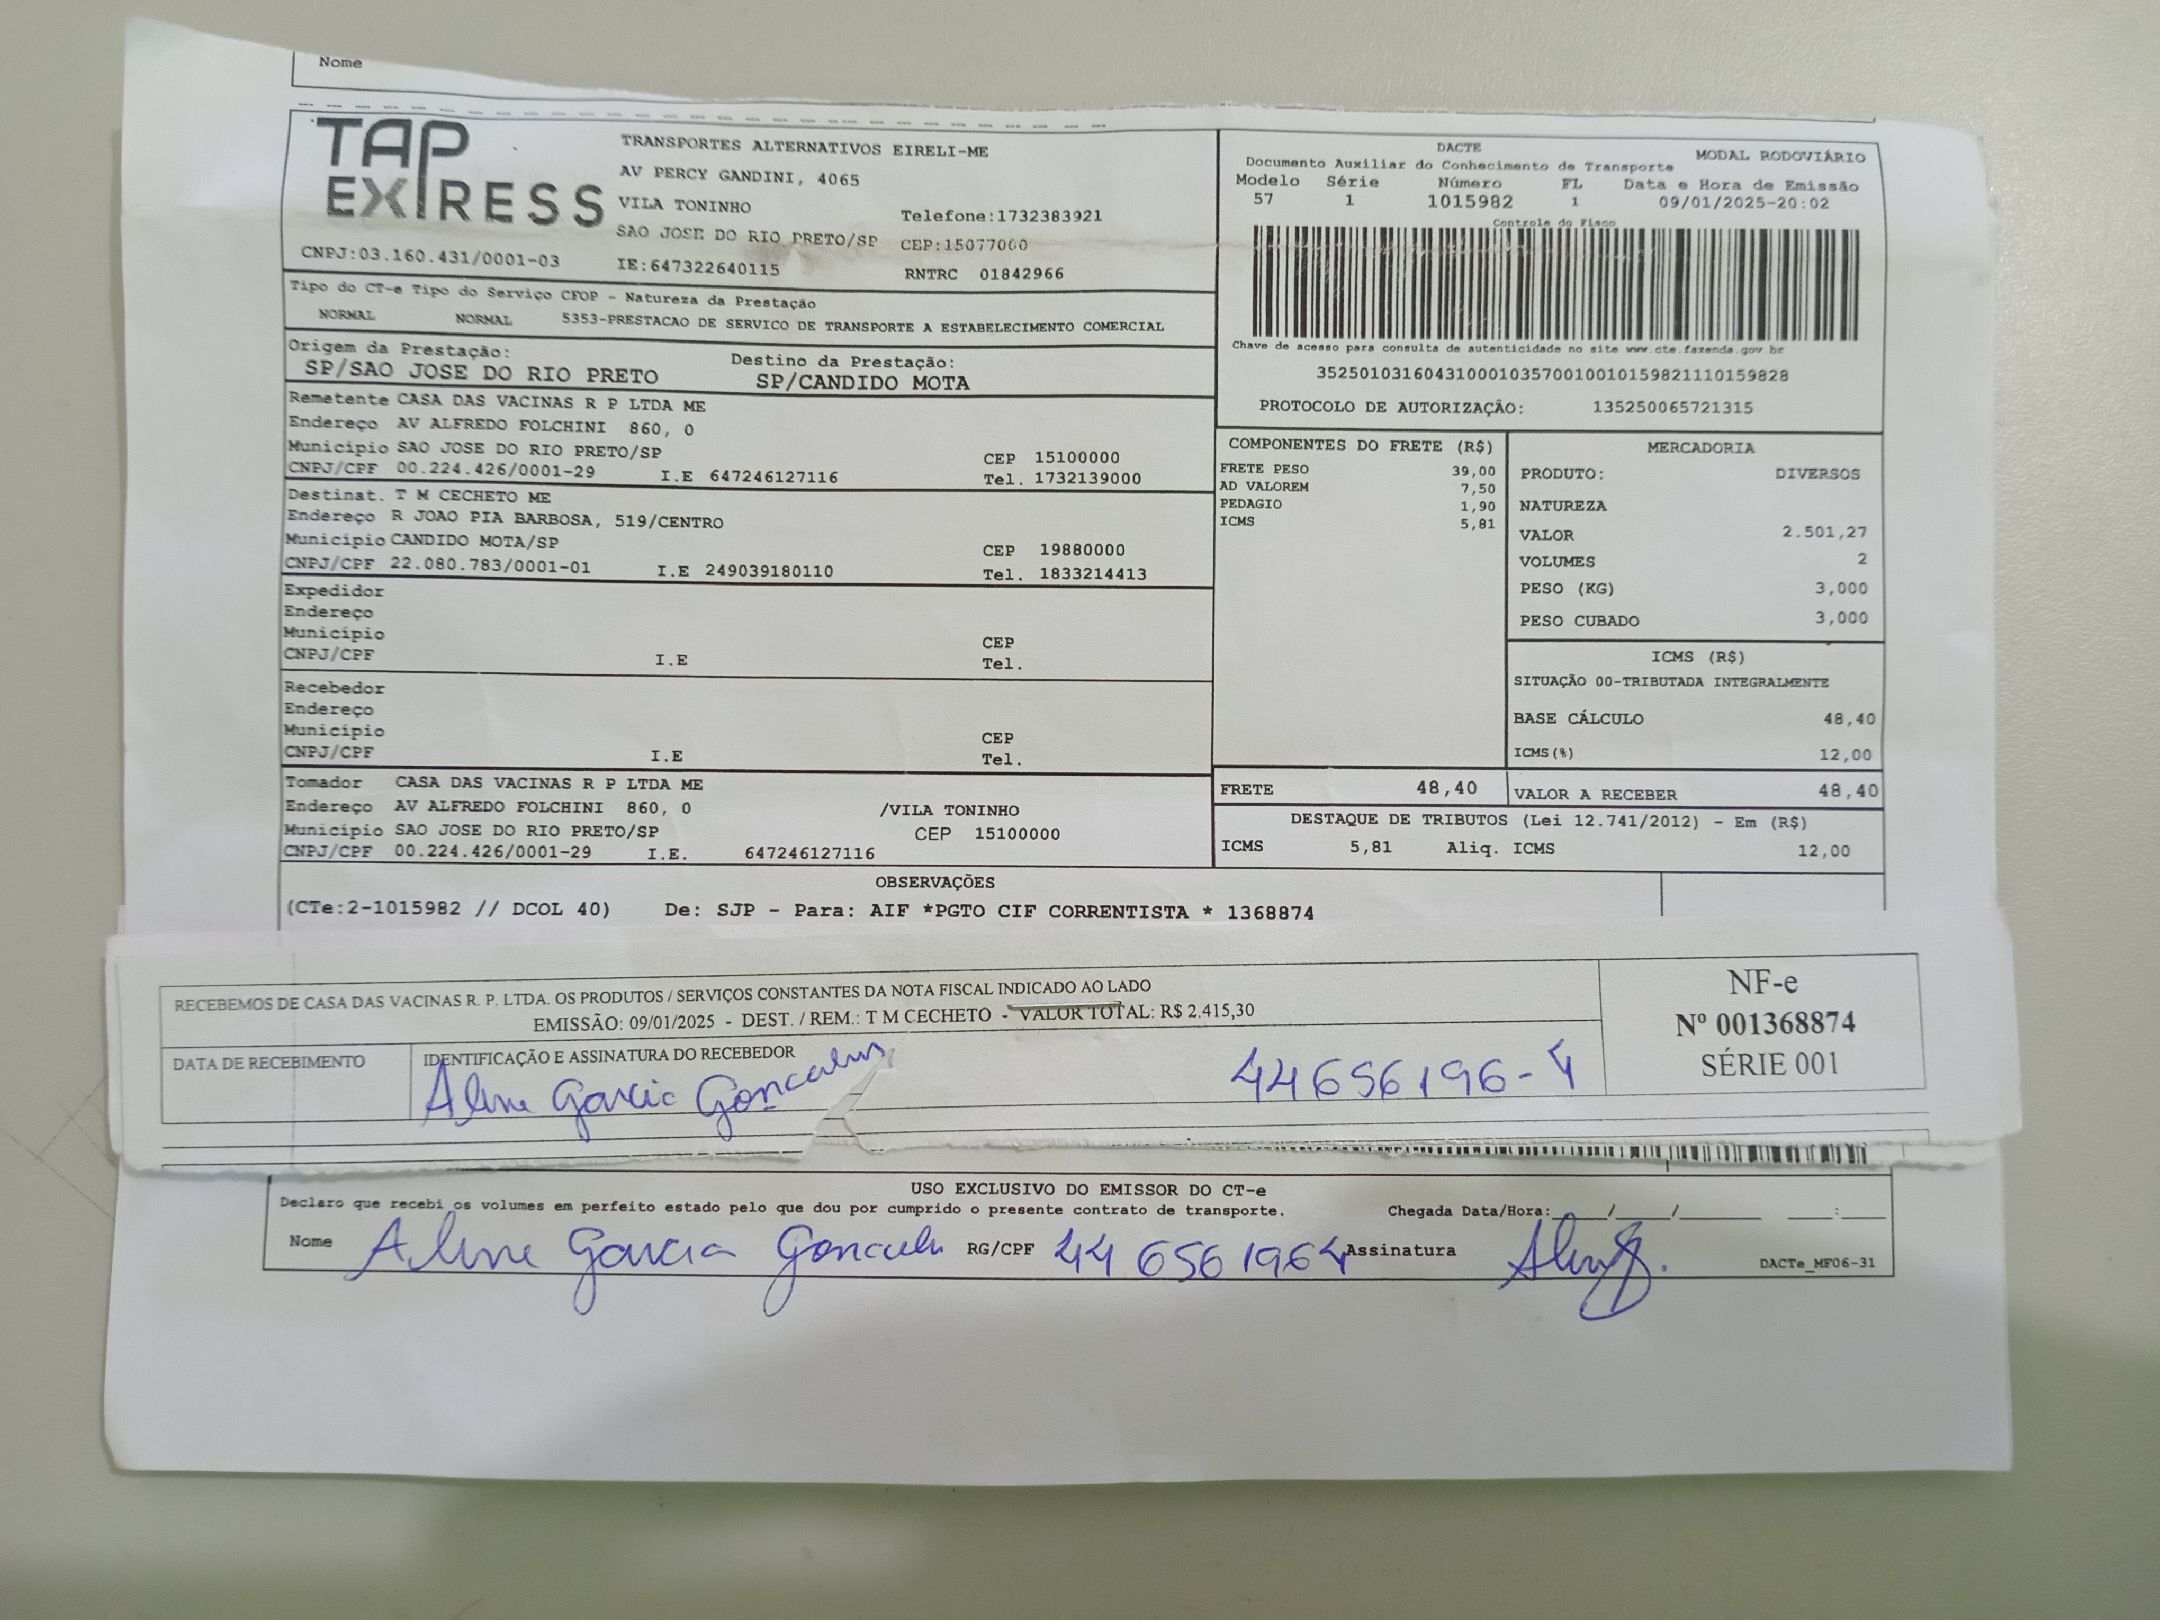 Nome
TAP EXPRESS
TRANSPORTES ALTERNATIVOS EIRELI-ME
AV PERCY GANDINI, 4065
VILA TONINHO
Telefone:1732383921
SAO JOSE DO RIO PRETO/SP CEP:15077000
CNPJ:03.160.431/0001-03 IE:647322640115 RNTRC 01842966
DACTE
Documento Auxiliar do Conhecimento de Transporte
MODAL RODOVIÁRIO
Modelo Série Número FL Data e Hora de Emissão
57 1 1015982 1 09/01/2025-20:02
Controle do Fisco
Chave de acesso para consulta de autenticidade no site www.cte.fazenda.gov.br
35250103160431000103570010010159821110159828
PROTOCOLO DE AUTORIZAÇÃO: 135250065721315
Tipo do CT-e Tipo do Serviço CFOP - Natureza da Prestação
NORMAL NORMAL 5353-PRESTACAO DE SERVICO DE TRANSPORTE A ESTABELECIMENTO COMERCIAL
Origem da Prestação: Destino da Prestação:
SP/SAO JOSE DO RIO PRETO SP/CANDIDO MOTA
Remetente CASA DAS VACINAS R P LTDA ME
Endereço AV ALFREDO FOLCHINI 860, 0
Município SAO JOSE DO RIO PRETO/SP CEP 15100000
CNPJ/CPF 00.224.426/0001-29 I.E 647246127116 Tel. 1732139000
Destinat. T M CECHETO ME
Endereço R JOAO PIA BARBOSA, 519/CENTRO
Município CANDIDO MOTA/SP CEP 19880000
CNPJ/CPF 22.080.783/0001-01 I.E 249039180110 Tel. 1833214413
Expedidor
Endereço
Município CEP
CNPJ/CPF I.E Tel.
Recebedor
Endereço
Município CEP
CNPJ/CPF I.E Tel.
Tomador CASA DAS VACINAS R P LTDA ME
Endereço AV ALFREDO FOLCHINI 860, 0 /VILA TONINHO
Município SAO JOSE DO RIO PRETO/SP CEP 15100000
CNPJ/CPF 00.224.426/0001-29 I.E. 647246127116
COMPONENTES DO FRETE (R$)
FRETE PESO 39,00
AD VALOREM 7,50
PEDAGIO 1,90
ICMS 5,81
MERCADORIA
PRODUTO: DIVERSOS
NATUREZA
VALOR 2.501,27
VOLUMES 2
PESO (KG) 3,000
PESO CUBADO 3,000
ICMS (R$)
SITUAÇÃO 00-TRIBUTADA INTEGRALMENTE
BASE CÁLCULO 48,40
ICMS(%) 12,00
FRETE 48,40 VALOR A RECEBER 48,40
DESTAQUE DE TRIBUTOS (Lei 12.741/2012) - Em (R$)
ICMS 5,81 Aliq. ICMS 12,00
OBSERVAÇÕES
(CTe:2-1015982 // DCOL 40) De: SJP - Para: AIF *PGTO CIF CORRENTISTA * 1368874
RECEBEMOS DE CASA DAS VACINAS R. P. LTDA. OS PRODUTOS / SERVIÇOS CONSTANTES DA NOTA FISCAL INDICADO AO LADO
EMISSÃO: 09/01/2025 - DEST. / REM.: T M CECHETO - VALOR TOTAL: R$ 2.415,30
DATA DE RECEBIMENTO IDENTIFICAÇÃO E ASSINATURA DO RECEBEDOR
Aline Garcia Goncalves 44656196-4
NF-e
Nº 001368874
SÉRIE 001
USO EXCLUSIVO DO EMISSOR DO CT-e
Declaro que recebi os volumes em perfeito estado pelo que dou por cumprido o presente contrato de transporte. Chegada Data/Hora: __/__/____ __:__
Nome Aline Garcia Goncalves RG/CPF 446561964 Assinatura
DACTe_MF06-31